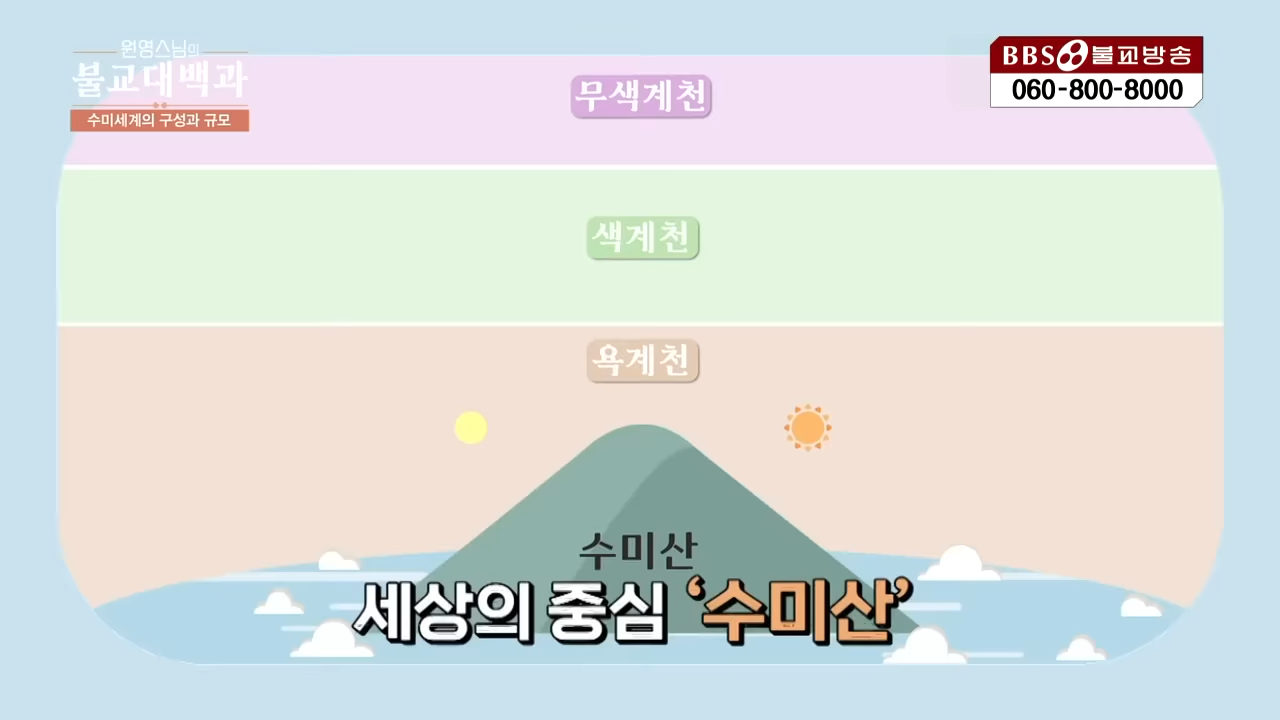 원영스님의
불교대백과
수미세계의 구성과 규모
BBS 불교방송
060-800-8000
무색계천
색계천
욕계천
수미산
세상의 중심 ‘수미산’